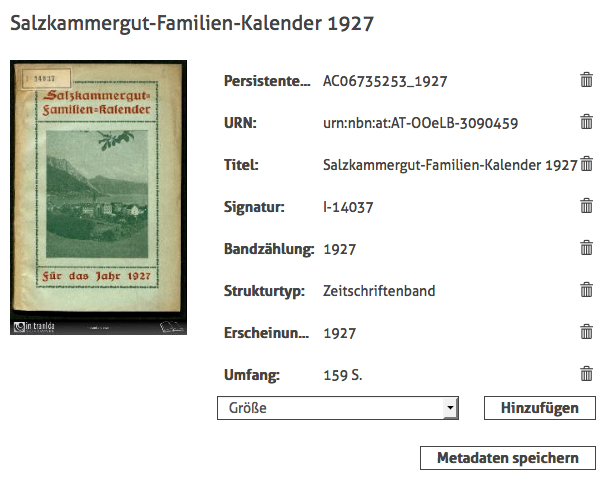 Salzkammergut-Familien-Kalender 1927
I-14037
Salzkammergut-
Familien-Kalender
Für das Jahr 1927
intranda
Persistente... AC06735253_1927
URN: urn:nbn:at:AT-OOeLB-3090459
Titel: Salzkammergut-Familien-Kalender 1927
Signatur: I-14037
Bandzählung: 1927
Strukturtyp: Zeitschriftenband
Erscheinun... 1927
Umfang: 159 S.
Größe
Hinzufügen
Metadaten speichern